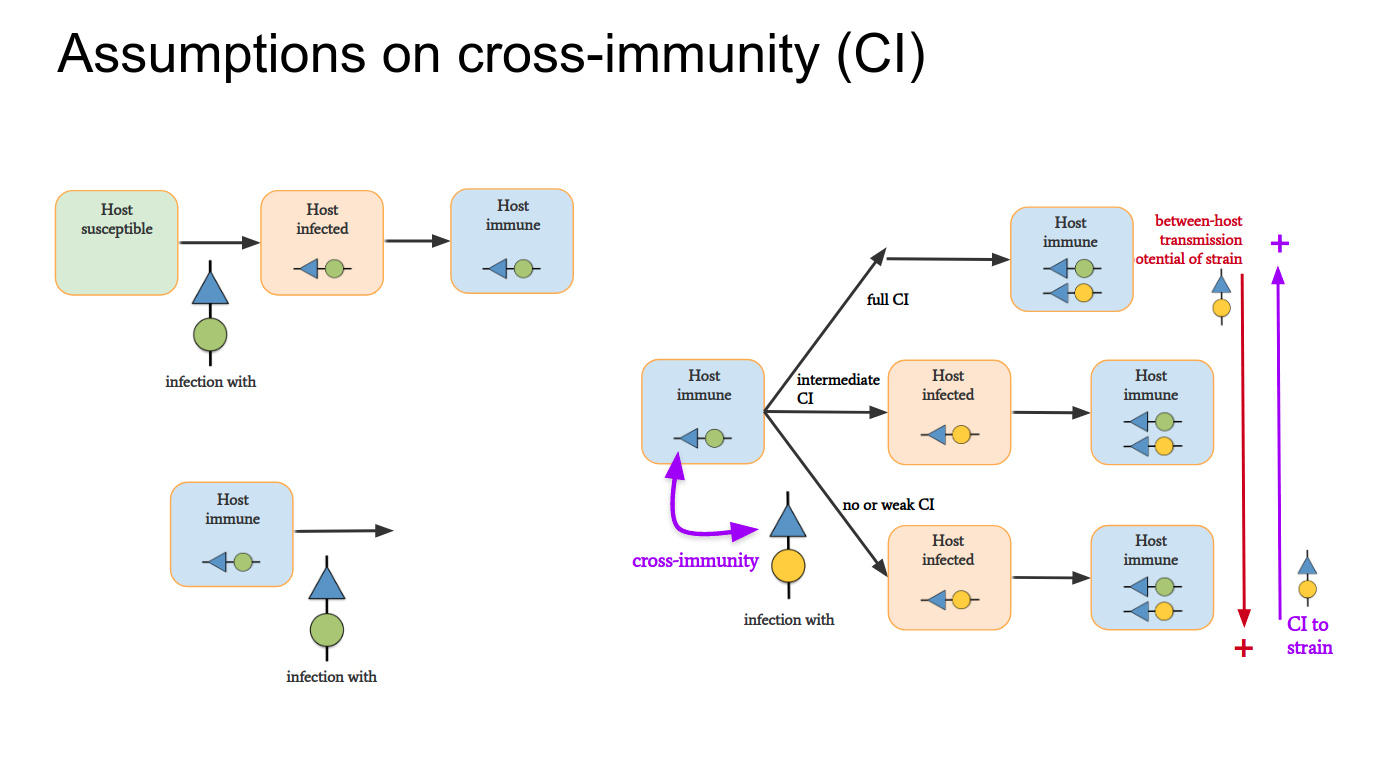 Assumptions on cross-immunity (CI)
Host
susceptible
Host
infected
Host
immune
infection with
Host
immune
infection with
Host
immune
cross-immunity
infection with
full CI
intermediate
CI
no or weak CI
Host
immune
Host
infected
Host
immune
Host
infected
Host
immune
between-host
transmission
otential of strain
+
+
+
CI to
strain